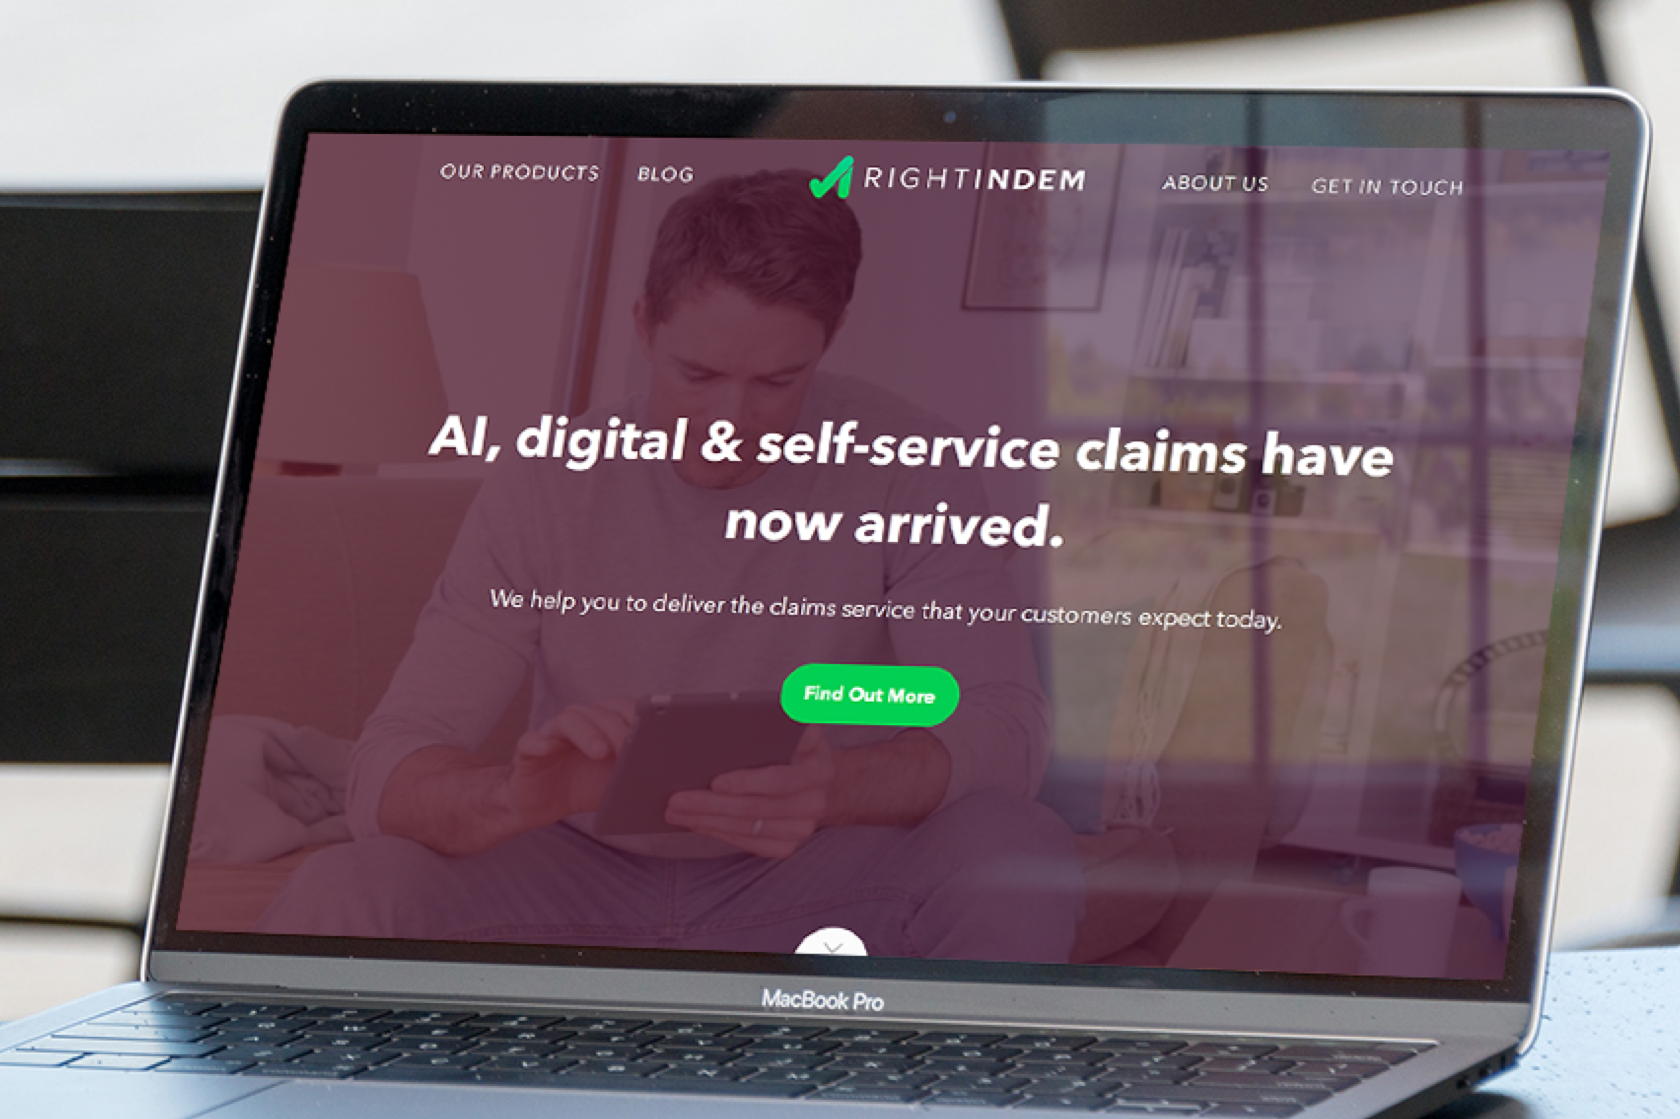 OUR PRODUCTS
BLOG
RIGHTINDEM
ABOUT US
GET IN TOUCH
AI, digital & self-service claims have
now arrived.
We help you to deliver the claims service that your customers expect today.
Find Out More
MacBook Pro